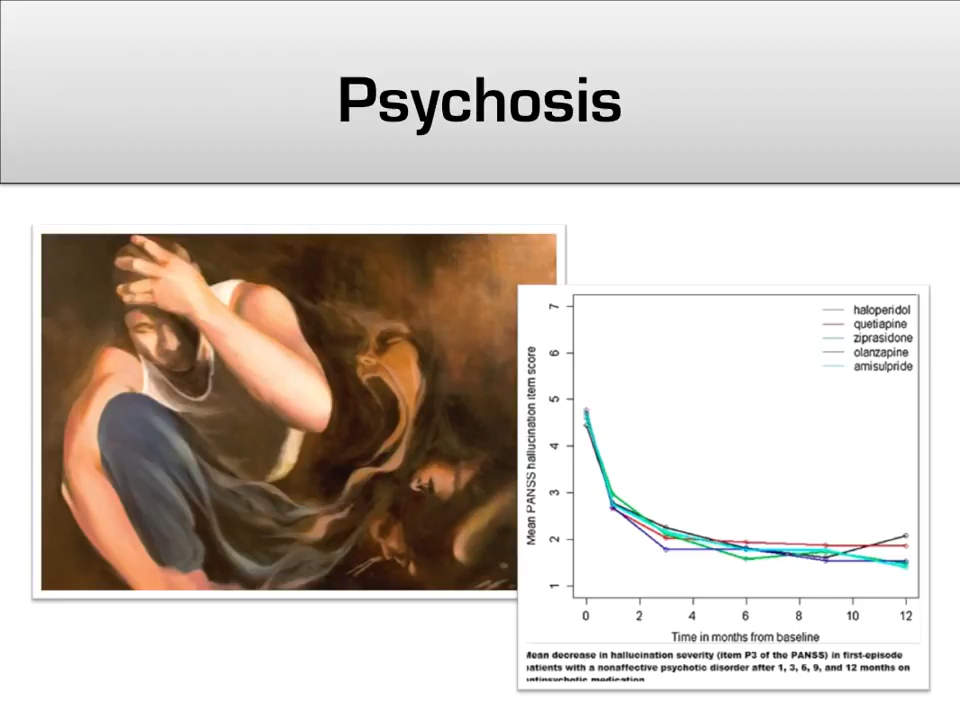 Psychosis
haloperidol
quetiapine
ziprasidone
olanzapine
amisulpride
Mean PANSS hallucination item score
7
6
5
4
3
2
1
0 2 4 6 8 10 12
Time in months from baseline
Mean decrease in hallucination severity (item P3 of the PANSS) in first-episode
patients with a nonaffective psychotic disorder after 1, 3, 6, 9, and 12 months on
antipsychotic medication